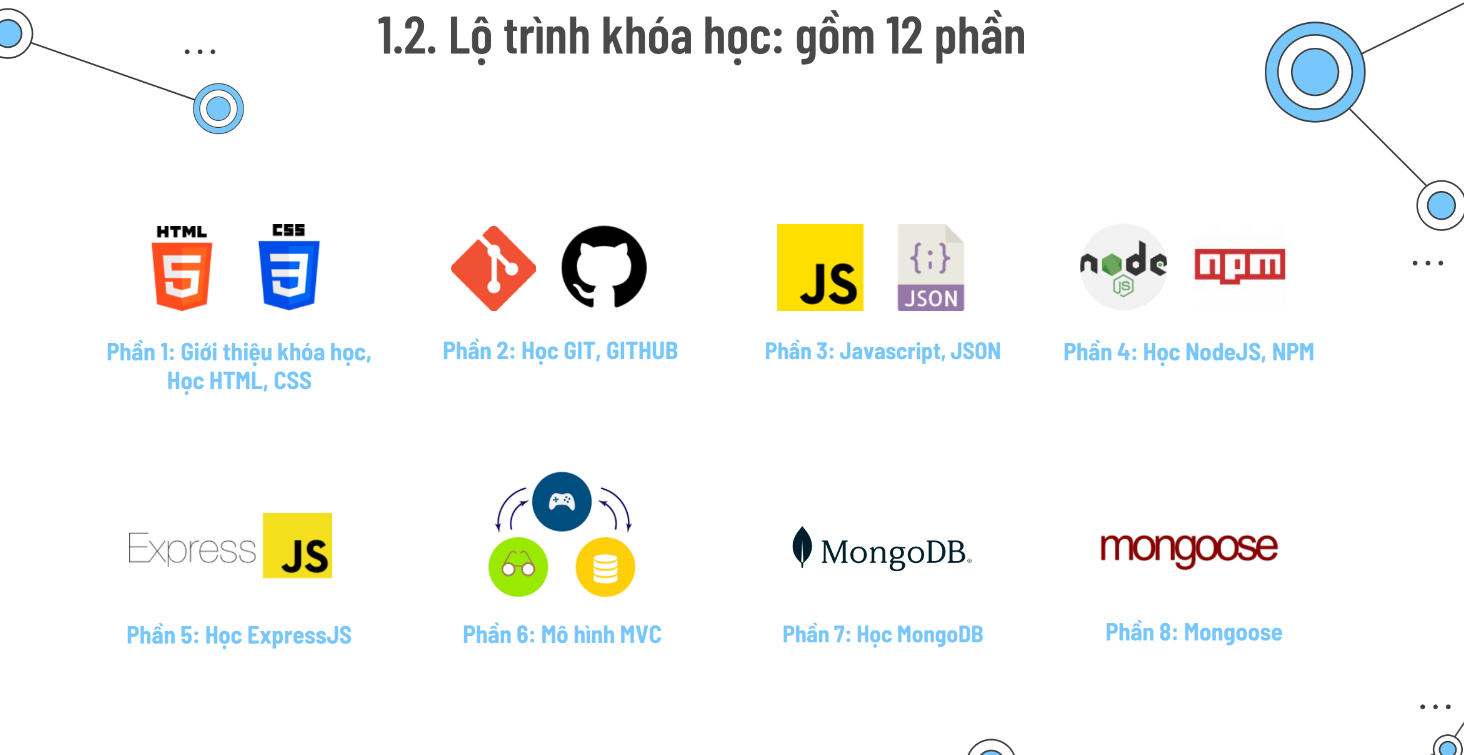 1.2. Lộ trình khóa học: gồm 12 phần
HTML
5
CSS
3
JS
{;}
JSON
node
JS
npm
Phần 1: Giới thiệu khóa học,
Học HTML, CSS
Phần 2: Học GIT, GITHUB
Phần 3: Javascript, JSON
Phần 4: Học NodeJS, NPM
Express
JS
MongoDB®
mongoose
Phần 5: Học ExpressJS
Phần 6: Mô hình MVC
Phần 7: Học MongoDB
Phần 8: Mongoose